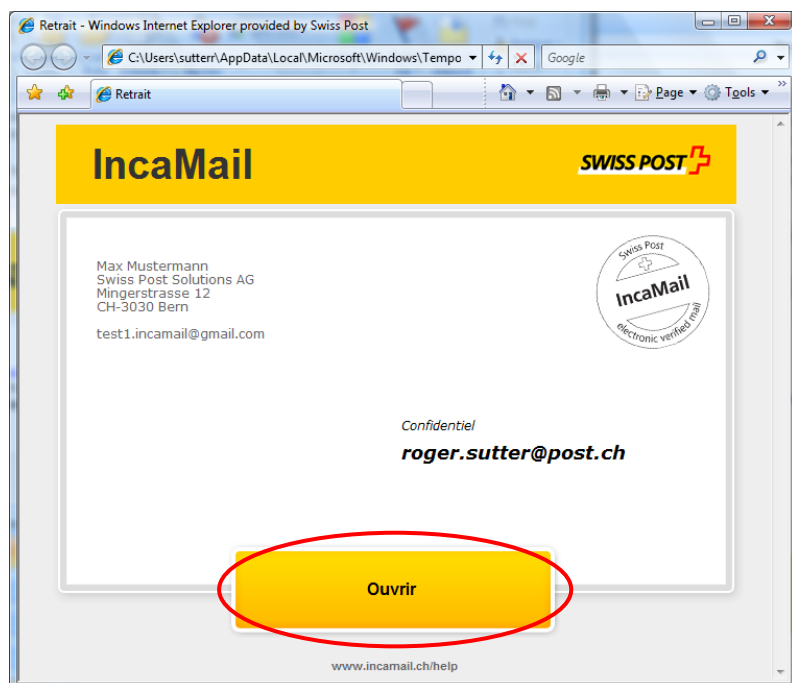 Retrait - Windows Internet Explorer provided by Swiss Post
C:\Users\sutterr\AppData\Local\Microsoft\Windows\Tempo
Google
Retrait
Page
Tools
IncaMail
SWISS POST
Max Mustermann
Swiss Post Solutions AG
Mingerstrasse 12
CH-3030 Bern
test1.incamail@gmail.com
Swiss Post
IncaMail
electronic verified mail
Confidentiel
roger.sutter@post.ch
Ouvrir
www.incamail.ch/help